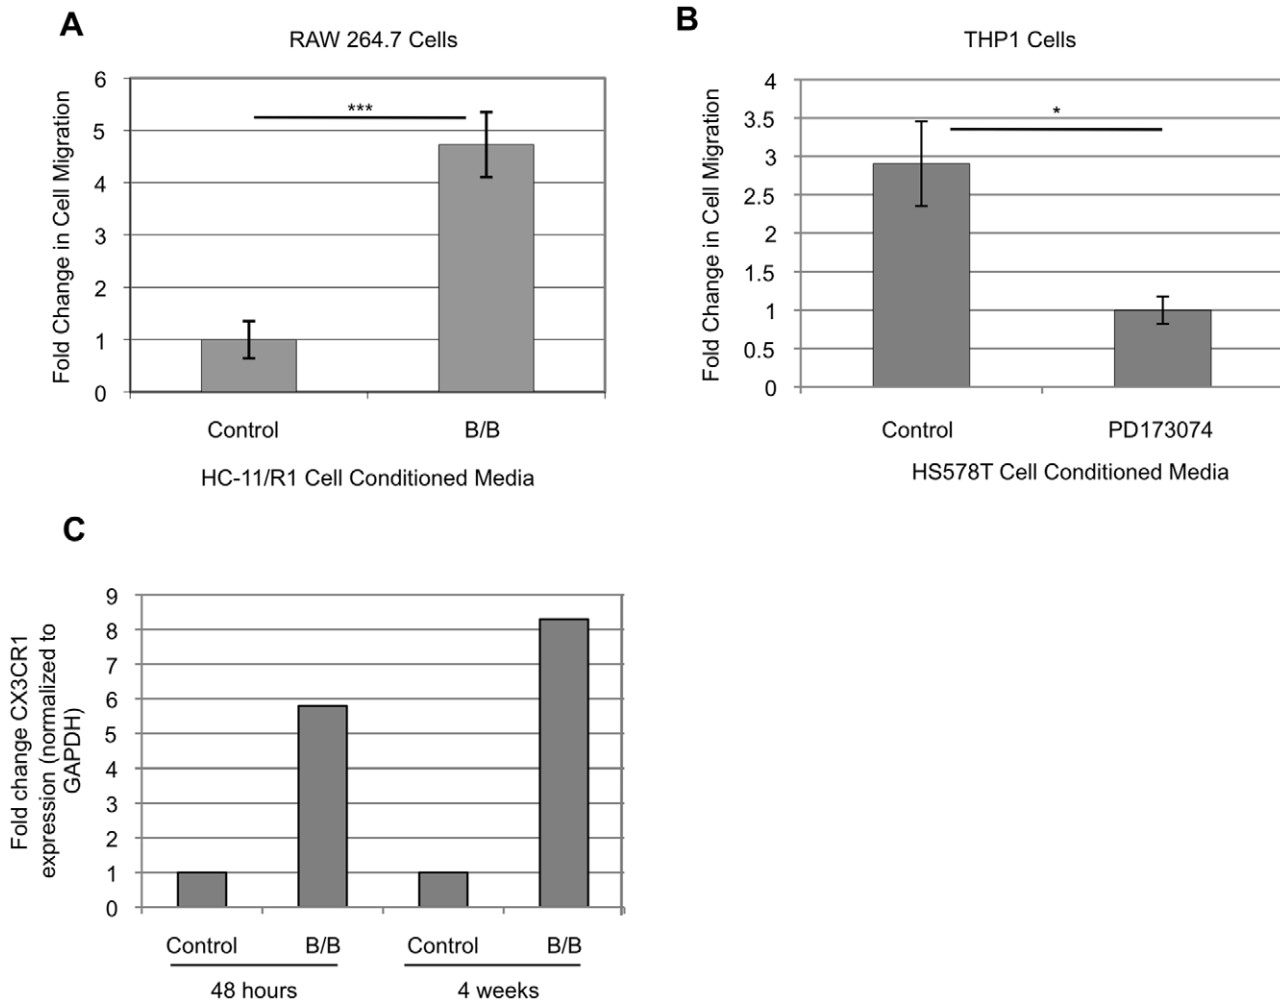 A
RAW 264.7 Cells
Fold Change in Cell Migration
6
5
4
3
2
1
0
***
Control B/B
HC-11/R1 Cell Conditioned Media
B
THP1 Cells
Fold Change in Cell Migration
4
3.5
3
2.5
2
1.5
1
0.5
0
*
Control PD173074
HS578T Cell Conditioned Media
C
Fold change CX3CR1
expression (normalized to
GAPDH)
9
8
7
6
5
4
3
2
1
0
Control B/B Control B/B
48 hours 4 weeks